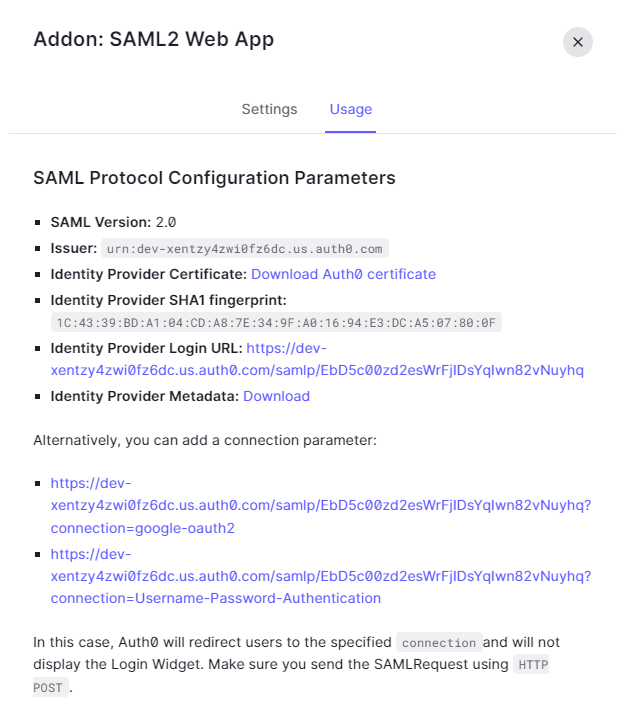 Addon: SAML2 Web App
Settings
Usage
SAML Protocol Configuration Parameters
SAML Version: 2.0
Issuer: urn:dev-xentzy4zwi0fz6dc.us.auth0.com
Identity Provider Certificate: Download Auth0 certificate
Identity Provider SHA1 fingerprint:
1C:43:39:BD:A1:04:CD:A8:7E:34:9F:A0:16:94:E3:DC:A5:07:80:0F
Identity Provider Login URL: https://dev-
xentzy4zwi0fz6dc.us.auth0.com/samlp/EbD5c00zd2esWrFjIDsYqIwn82vNuyhq
Identity Provider Metadata: Download
Alternatively, you can add a connection parameter:
https://dev-
xentzy4zwi0fz6dc.us.auth0.com/samlp/EbD5c00zd2esWrFjIDsYqIwn82vNuyhq?
connection=google-oauth2
https://dev-
xentzy4zwi0fz6dc.us.auth0.com/samlp/EbD5c00zd2esWrFjIDsYqIwn82vNuyhq?
connection=Username-Password-Authentication
In this case, Auth0 will redirect users to the specified connection and will not
display the Login Widget. Make sure you send the SAMLRequest using HTTP
POST .